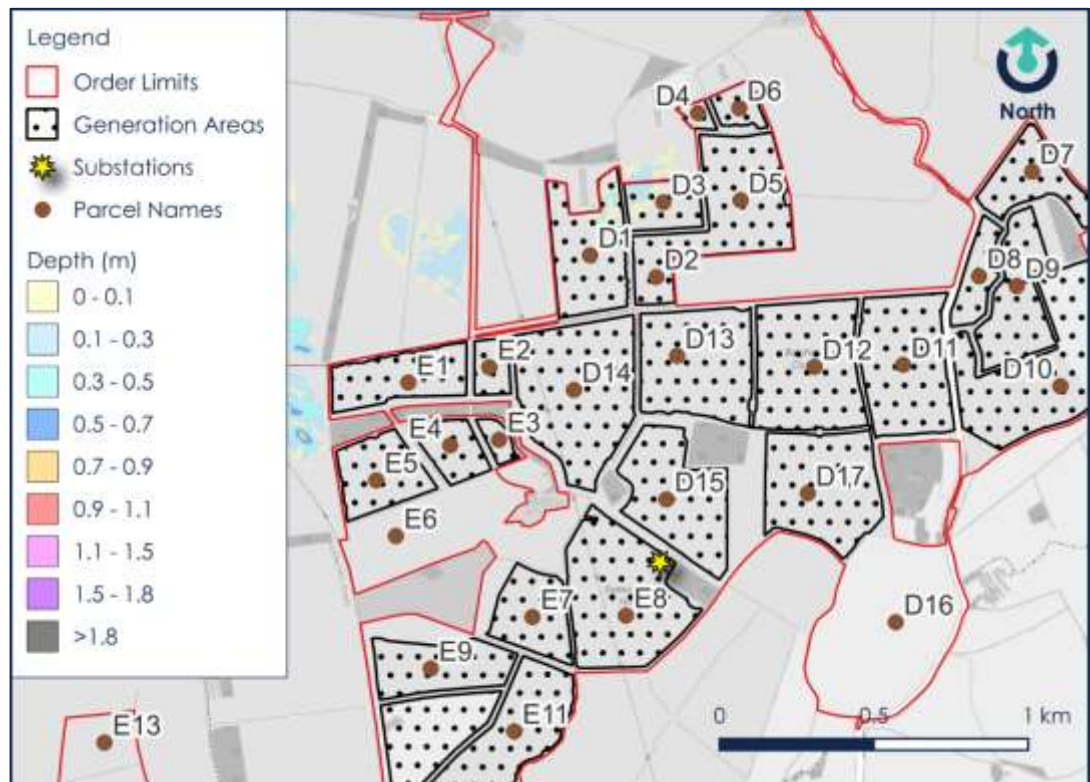 Legend
Order Limits
Generation Areas
Substations
Parcel Names
Depth (m)
0 - 0.1
0.1 - 0.3
0.3 - 0.5
0.5 - 0.7
0.7 - 0.9
0.9 - 1.1
1.1 - 1.5
1.5 - 1.8
>1.8
North
D4
D6
D7
D3
D5
D1
D2
D8
D9
E1
E2
D14
D13
D12
D11
D10
E4
E3
E5
D15
D17
E6
E7
E8
D16
E9
E11
E13
0
0.5
1 km